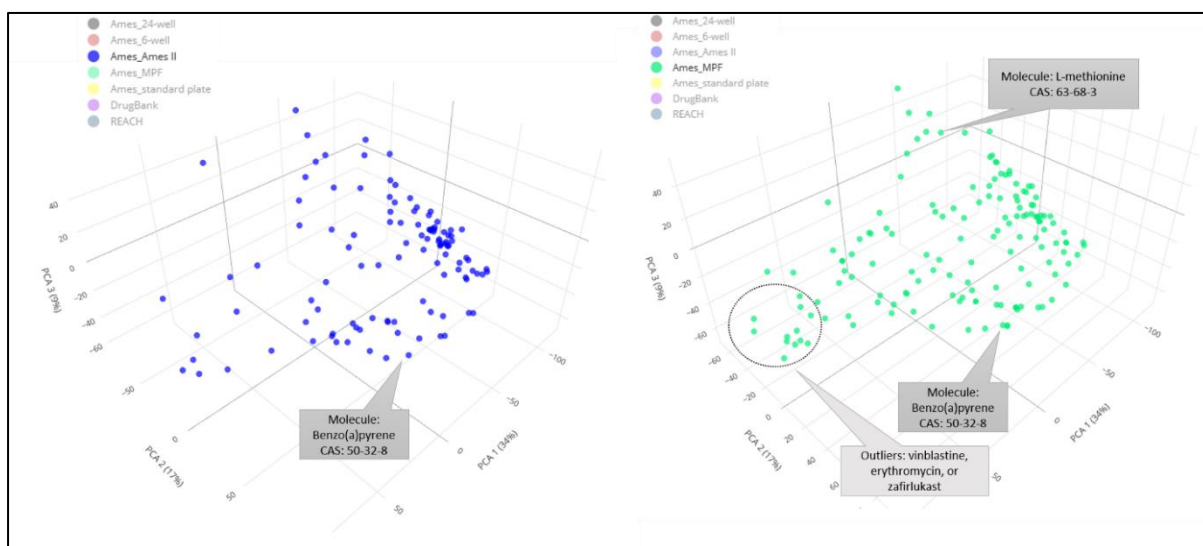 Ames_24-well
Ames_6-well
Ames_Ames II
Ames_MPF
Ames_standard plate
DrugBank
REACH
40
20
0
−20
−40
−60
PCA 3 (9%)
−50
0
50
PCA 2 (17%)
−100
−50
0
50
PCA 1 (34%)
Molecule:
Benzo(a)pyrene
CAS: 50-32-8
Ames_24-well
Ames_6-well
Ames_Ames II
Ames_MPF
Ames_standard plate
DrugBank
REACH
Molecule: L-methionine
CAS: 63-68-3
40
20
0
−20
−40
−60
PCA 3 (9%)
−60
−40
−20
0
20
40
60
PCA 2 (17%)
−100
−50
0
50
PCA 1 (34%)
Molecule:
Benzo(a)pyrene
CAS: 50-32-8
Outliers: vinblastine,
erythromycin, or
zafirlukast